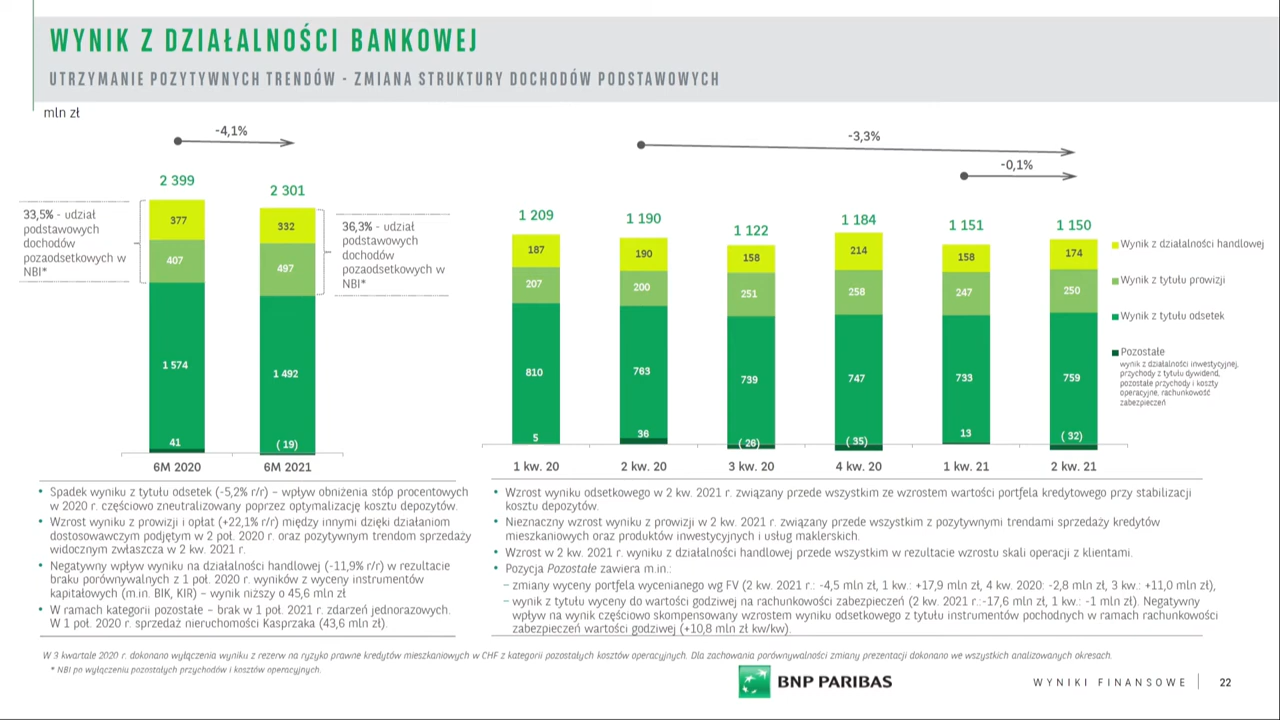 WYNIK Z DZIAŁALNOŚCI BANKOWEJ
UTRZYMANIE POZYTYWNYCH TRENDÓW - ZMIANA STRUKTURY DOCHODÓW PODSTAWOWYCH
mln zł
-4,1%
2 399
2 301
33,5% - udział
podstawowych
dochodów
pozaodsetkowych w
NBI*
377
407
1 574
41
332
497
1 492
( 19)
36,3% - udział
podstawowych
dochodów
pozaodsetkowych w
NBI*
6M 2020
6M 2021
-3,3%
-0,1%
1 209
1 190
1 122
1 184
1 151
1 150
187
190
158
214
158
174
207
200
251
258
247
250
810
763
739
747
733
759
5
36
( 26)
( 35)
13
( 32)
1 kw. 20
2 kw. 20
3 kw. 20
4 kw. 20
1 kw. 21
2 kw. 21
Wynik z działalności handlowej
Wynik z tytułu prowizji
Wynik z tytułu odsetek
Pozostałe
wynik z działalności inwestycyjnej,
przychody z tytułu dywidend,
pozostałe przychody i koszty
operacyjne, rachunkowość
zabezpieczeń
• Spadek wyniku z tytułu odsetek (-5,2% r/r) – wpływ obniżenia stóp procentowych
w 2020 r. częściowo zneutralizowany poprzez optymalizację kosztu depozytów.
• Wzrost wyniku z prowizji i opłat (+22,1% r/r) między innymi dzięki działaniom
dostosowawczym podjętym w 2 poł. 2020 r. oraz pozytywnym trendom sprzedaży
widocznym zwłaszcza w 2 kw. 2021 r.
• Negatywny wpływ wyniku na działalności handlowej (-11,9% r/r) w rezultacie
braku porównywalnych z 1 poł. 2020 r. wyników z wyceny instrumentów
kapitałowych (m.in. BIK, KIR) – wynik niższy o 45,6 mln zł
• W ramach kategorii pozostałe – brak w 1 poł. 2021 r. zdarzeń jednorazowych.
W 1 poł. 2020 r. sprzedaż nieruchomości Kasprzaka (43,6 mln zł).
• Wzrost wyniku odsetkowego w 2 kw. 2021 r. związany przede wszystkim ze wzrostem wartości portfela kredytowego przy stabilizacji
kosztu depozytów.
• Nieznaczny wzrost wyniku z prowizji w 2 kw. 2021 r. związany przede wszystkim z pozytywnymi trendami sprzedaży kredytów
mieszkaniowych oraz produktów inwestycyjnych i usług maklerskich.
• Wzrost w 2 kw. 2021 r. wyniku z działalności handlowej przede wszystkim w rezultacie wzrostu skali operacji z klientami.
• Pozycja Pozostałe zawiera m.in.:
– zmiany wyceny portfela wycenianego wg FV (2 kw. 2021 r.: -4,5 mln zł, 1 kw.: +17,9 mln zł, 4 kw. 2020: -2,8 mln zł, 3 kw.: +11,0 mln zł),
– wynik z tytułu wyceny do wartości godziwej na rachunkowości zabezpieczeń (2 kw. 2021 r.:-17,6 mln zł, 1 kw.: -1 mln zł). Negatywny
wpływ na wynik częściowo skompensowany wzrostem wyniku odsetkowego z tytułu instrumentów pochodnych w ramach rachunkowości
zabezpieczeń wartości godziwej (+10,8 mln zł kw/kw).
W 3 kwartale 2020 r. dokonano wyłączenia wyniku z rezerw na ryzyko prawne kredytów mieszkaniowych w CHF z kategorii pozostałych kosztów operacyjnych. Dla zachowania porównywalności zmiany prezentacji dokonano we wszystkich analizowanych okresach.
* NBI po wyłączeniu pozostałych przychodów i kosztów operacyjnych.
BNP PARIBAS
WYNIKI FINANSOWE
22